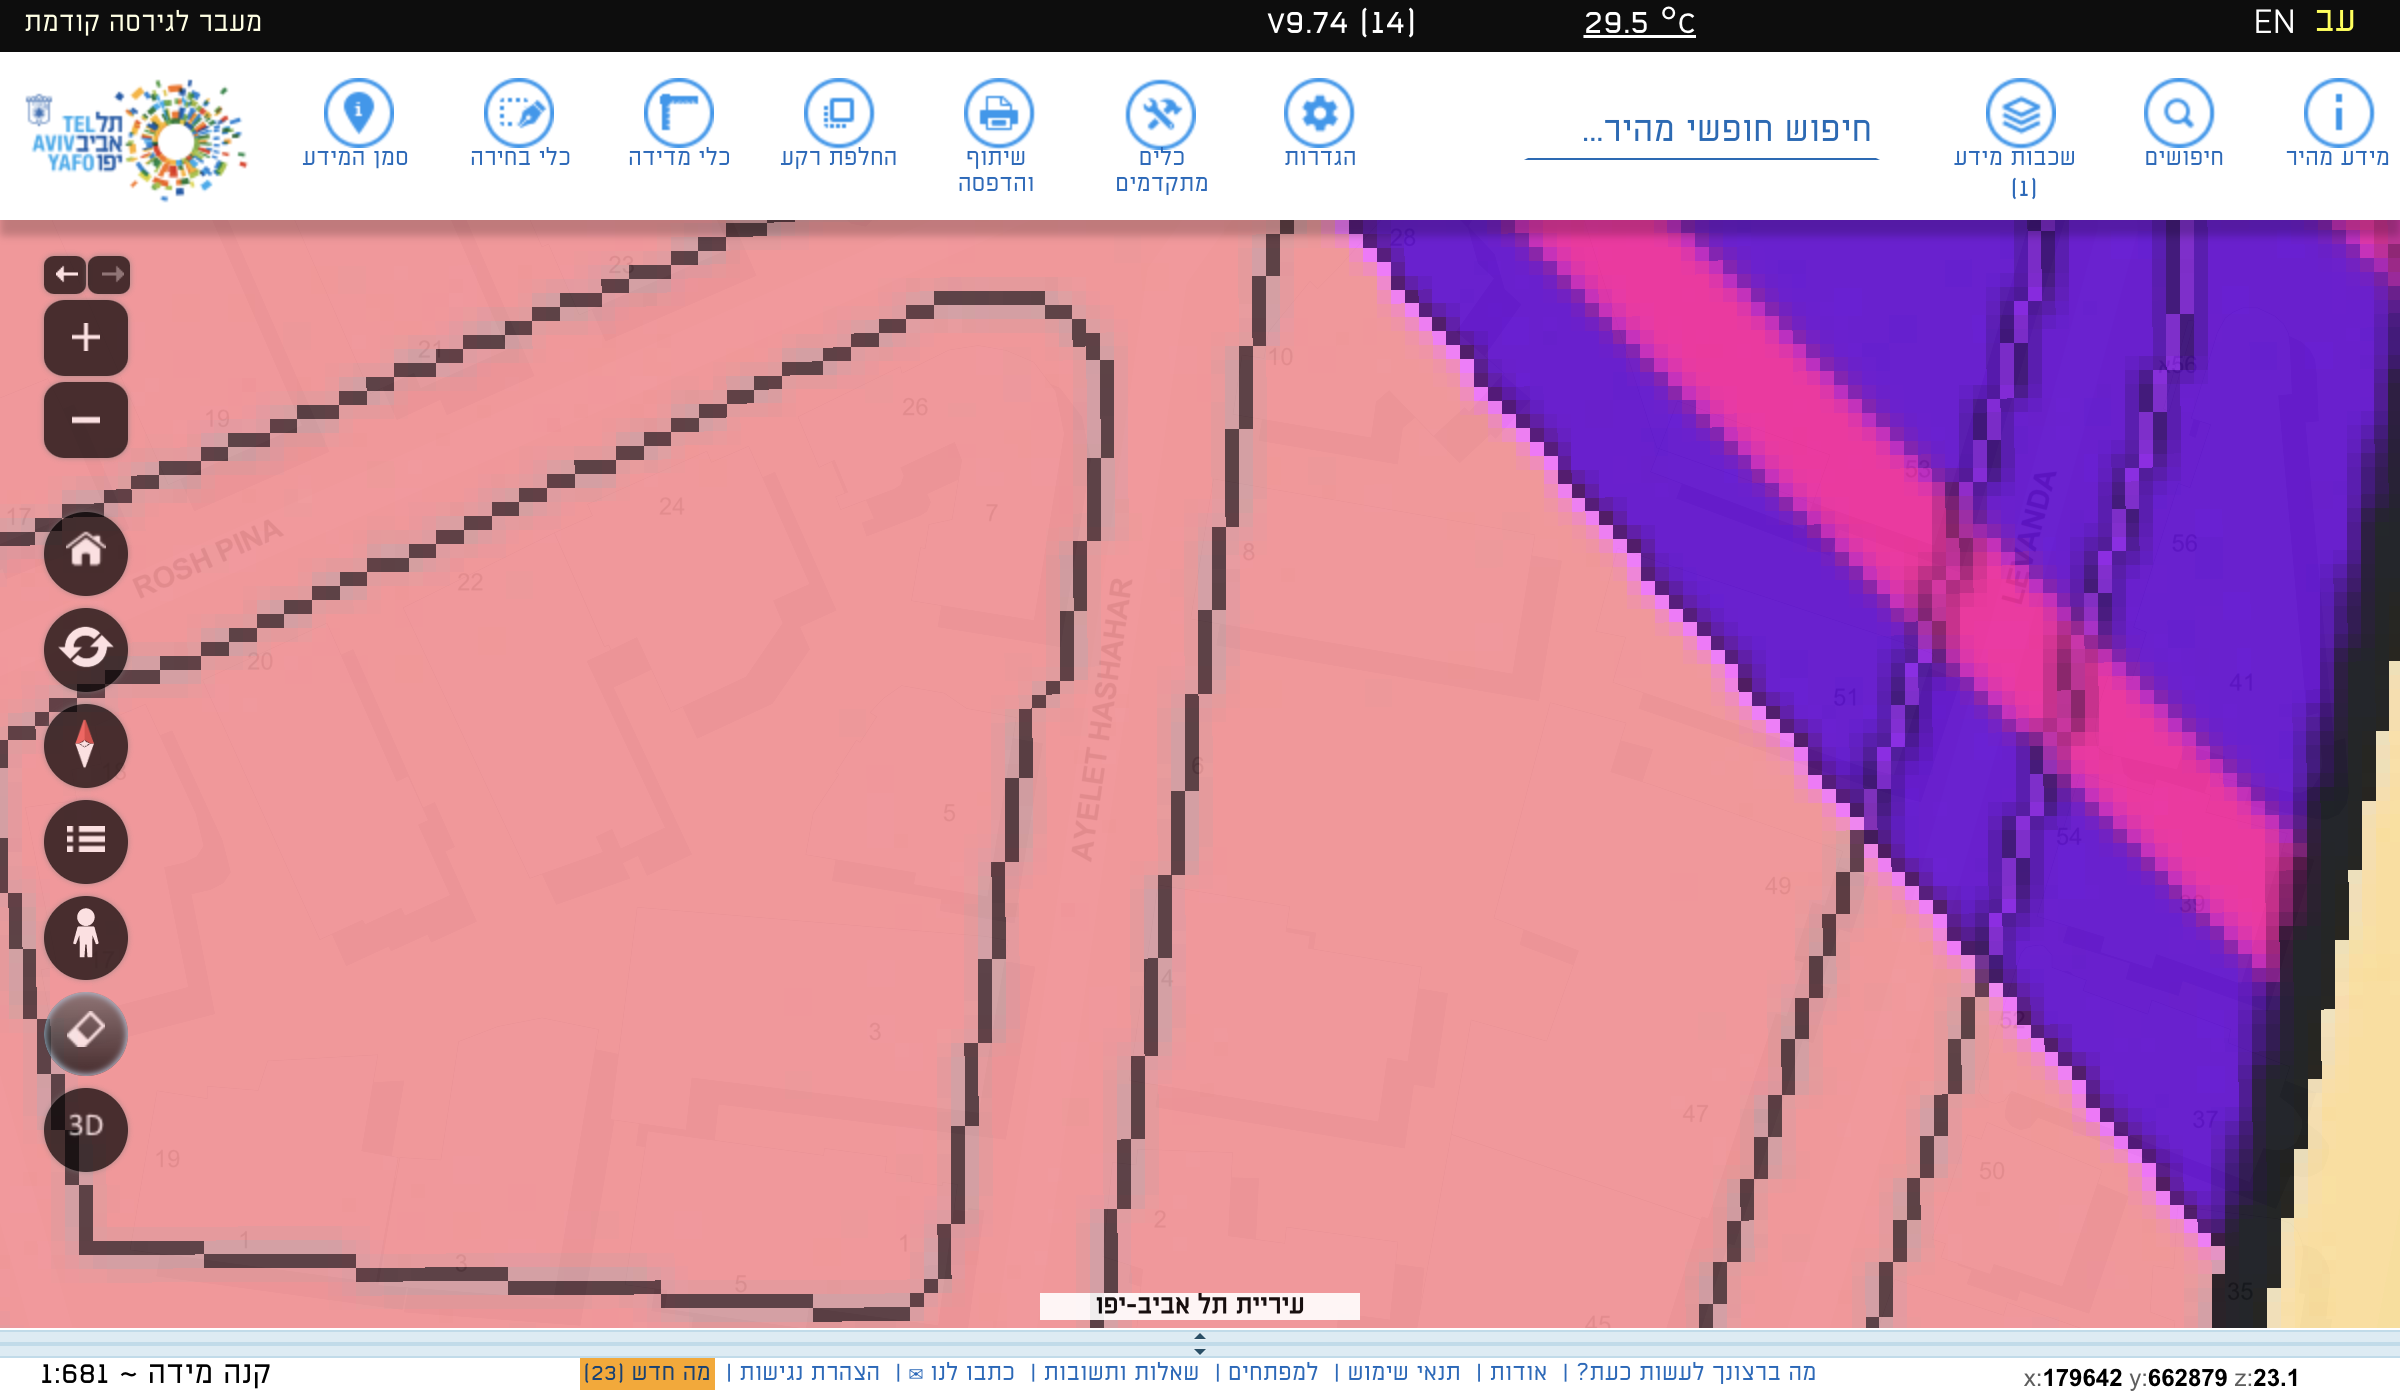 מעבר לגירסה קודמת
V9.74 (14)
29.5 °C
EN עב
תל אביב יפו
TEL AVIV YAFO
מידע מהיר
חיפושים
שכבות מידע (1)
חיפוש חופשי מהיר...
הגדרות
כלים מתקדמים
שיתוף והדפסה
החלפת רקע
כלי מדידה
כלי בחירה
סמן המידע
28
23
21
10
x56
19
26
53
24
7
17
56
8
ROSH PINA
LEVANDA
22
20
41
51
AYELET HASHAHAR
6
5
54
49
39
4
52
3
47
37
19
50
2
1
1
3
5
35
45
3D
עיריית תל אביב-יפו
מה ברצונך לעשות כעת? | אודות | תנאי שימוש | למפתחים | שאלות ותשובות | כתבו לנו ✉ | הצהרת נגישות | מה חדש (23)
קנה מידה ~ 1:681
x:179642 y:662879 z:23.1